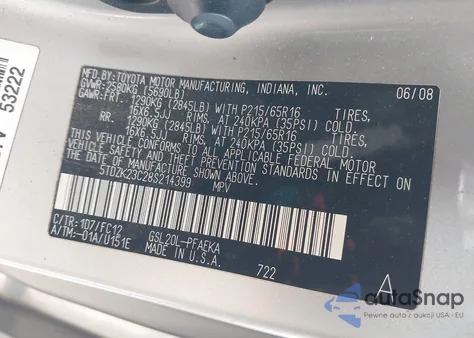 53222
MFD.BY:TOYOTA MOTOR MANUFACTURING, INDIANA, INC. 06/08
GVWR: 2580KG (5690LB)
GAWR:FRT. 1290KG (2845LB) WITH P215/65R16 TIRES,
16X6.5JJ RIMS, AT 240KPA (35PSI) COLD.
RR. 1290KG (2845LB) WITH P215/65R16 TIRES,
16X6.5JJ RIMS, AT 240KPA (35PSI) COLD.
THIS VEHICLE CONFORMS TO ALL APPLICABLE FEDERAL MOTOR
VEHICLE SAFETY STANDARDS IN EFFECT ON THE
DATE OF MANUFACTURE SHOWN ABOVE.
5TDZK23C28S214399 MPV
C/TR: 1D7/FC12 GSL20L-PFAEKA
A/TM:-01A/U151E MADE IN U.S.A.
722
A
autoSnap
Pewne auta z aukcji USA i EU